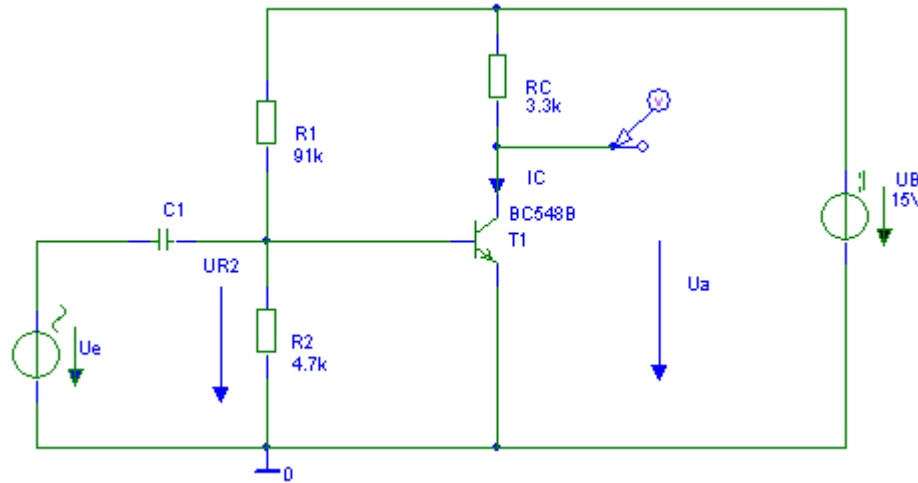 RC
3.3k
R1
91k
IC
UB
15V
C1
BC548B
T1
UR2
Ua
R2
4.7k
Ue
V
0